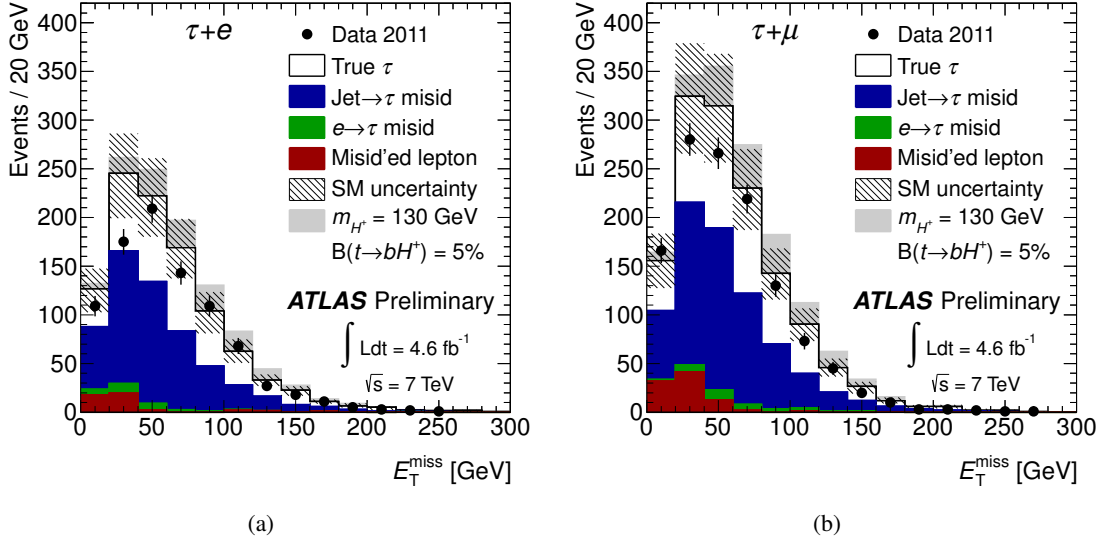 Events / 20 GeV
400
350
300
250
200
150
100
50
0
τ+e
Data 2011
True τ
Jet→τ misid
e→τ misid
Misid'ed lepton
SM uncertainty
m_H⁺ = 130 GeV
B(t→bH⁺) = 5%
ATLAS Preliminary
∫ Ldt = 4.6 fb⁻¹
√s = 7 TeV
0 50 100 150 200 250 300
E_T^miss [GeV]
(a)
Events / 20 GeV
400
350
300
250
200
150
100
50
0
τ+μ
Data 2011
True τ
Jet→τ misid
e→τ misid
Misid'ed lepton
SM uncertainty
m_H⁺ = 130 GeV
B(t→bH⁺) = 5%
ATLAS Preliminary
∫ Ldt = 4.6 fb⁻¹
√s = 7 TeV
0 50 100 150 200 250 300
E_T^miss [GeV]
(b)